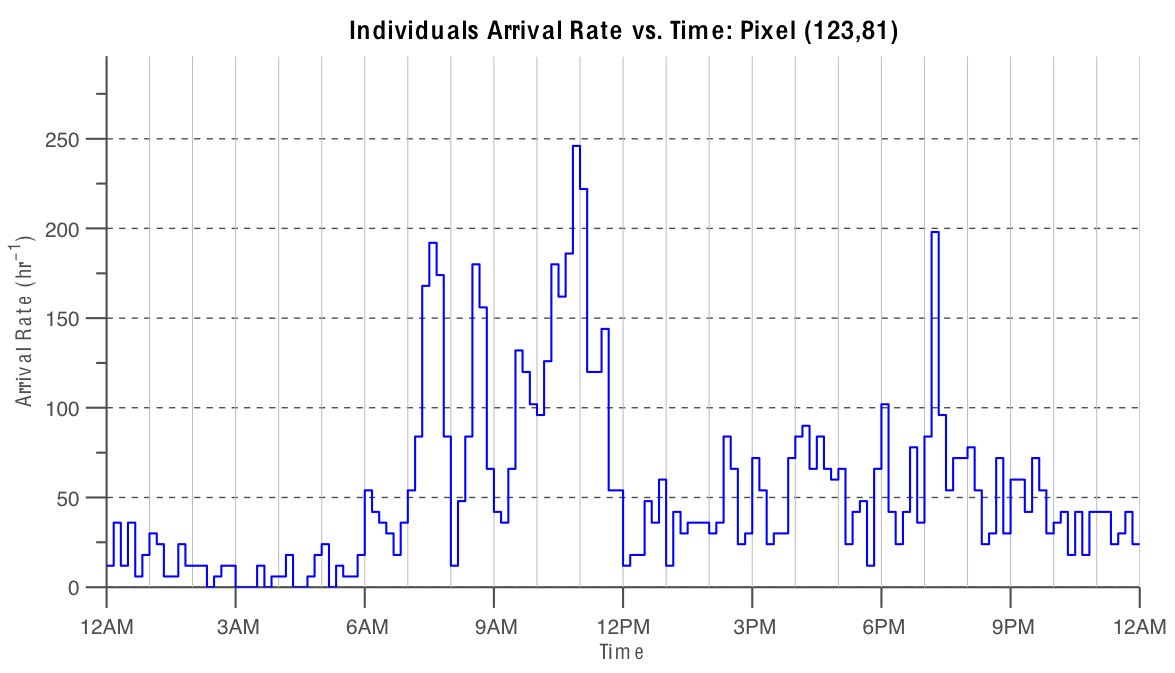 Individuals Arrival Rate vs. Time: Pixel (123,81)
Arrival Rate (hr⁻¹)
250
200
150
100
50
0
12AM 3AM 6AM 9AM 12PM 3PM 6PM 9PM 12AM
Time